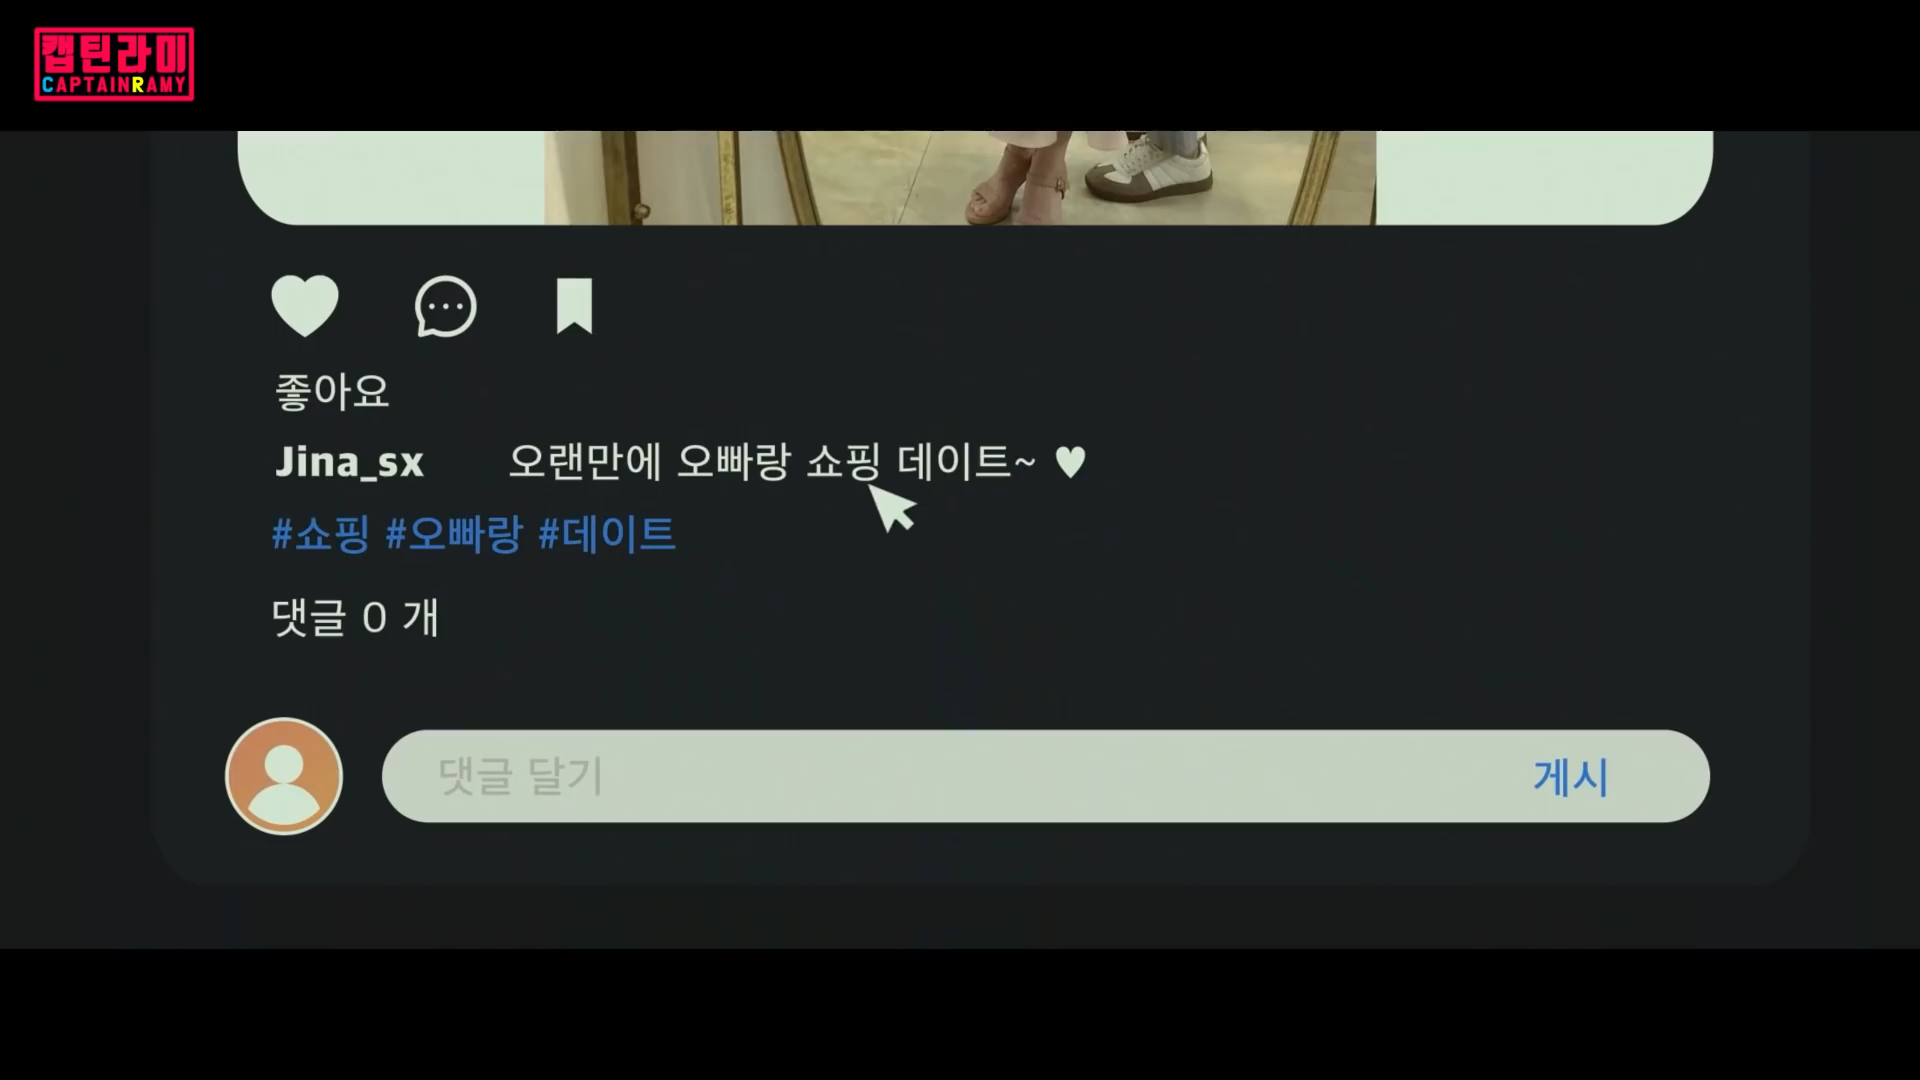 캡틴라미
CAPTAINRAMY
좋아요
Jina_sx 오랜만에 오빠랑 쇼핑 데이트~ ♥
#쇼핑 #오빠랑 #데이트
댓글 0 개
댓글 달기 게시